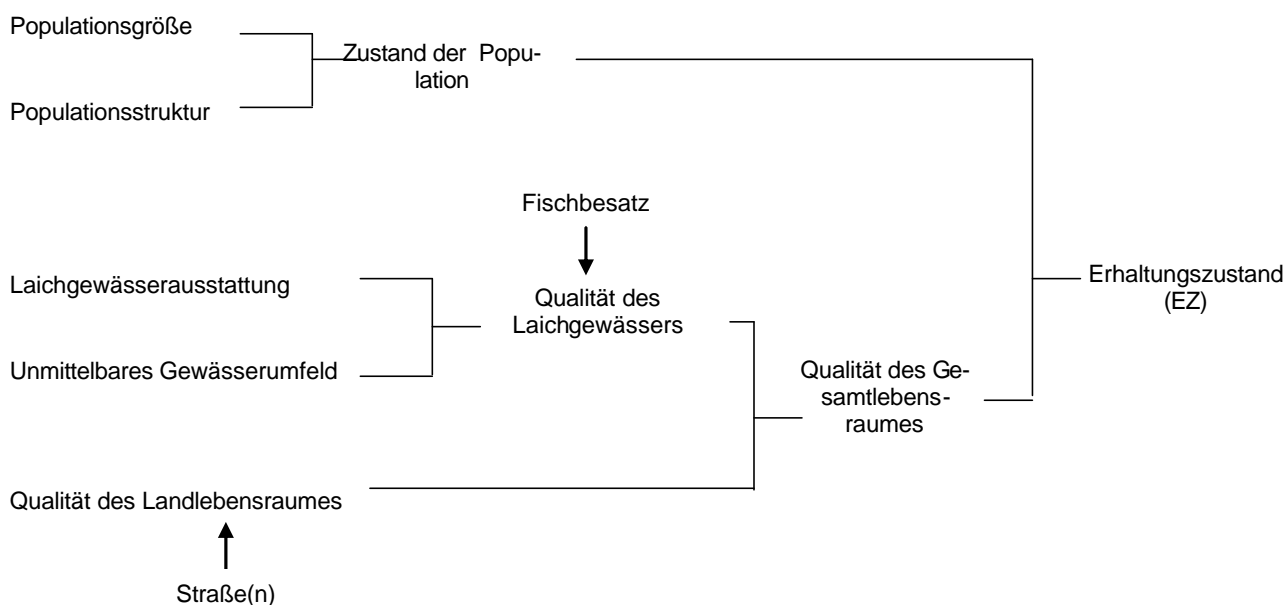 Populationsgröße
Zustand der Popu-
lation
Populationsstruktur
Fischbesatz
Laichgewässerausstattung
Qualität des
Laichgewässers
Erhaltungszustand
(EZ)
Unmittelbares Gewässerumfeld
Qualität des Ge-
samtlebens-
raumes
Qualität des Landlebensraumes
Straße(n)